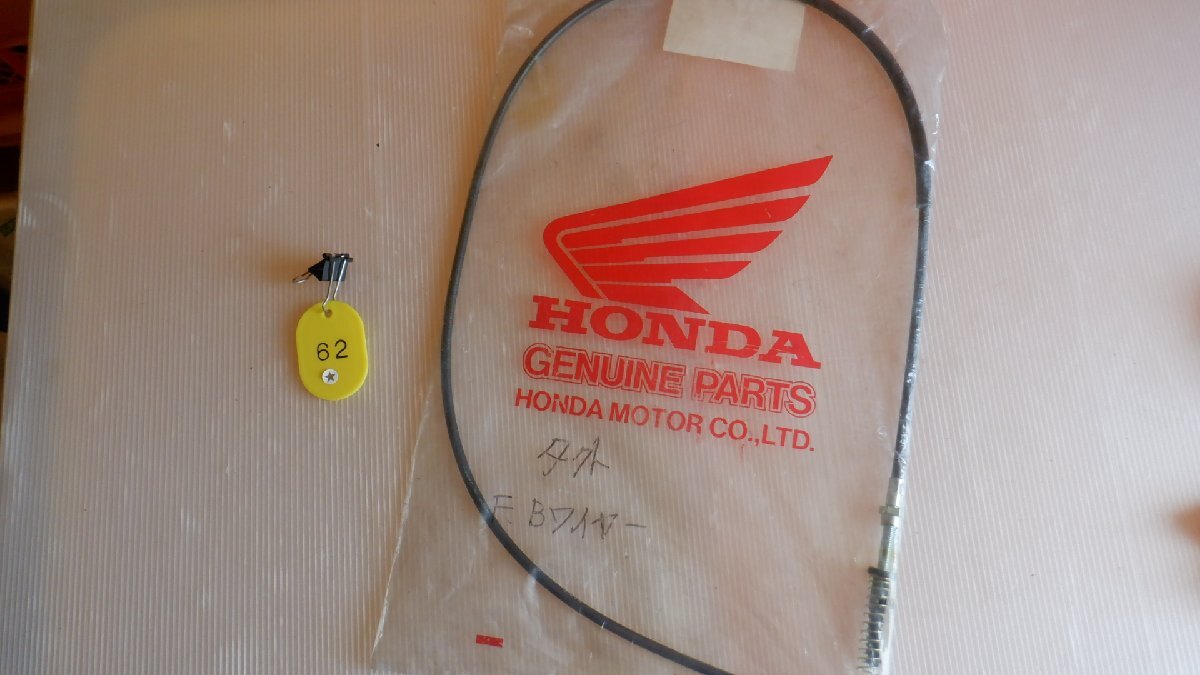 62
HONDA
GENUINE PARTS
HONDA MOTOR CO.,LTD.
タクト
F. Bワイヤー